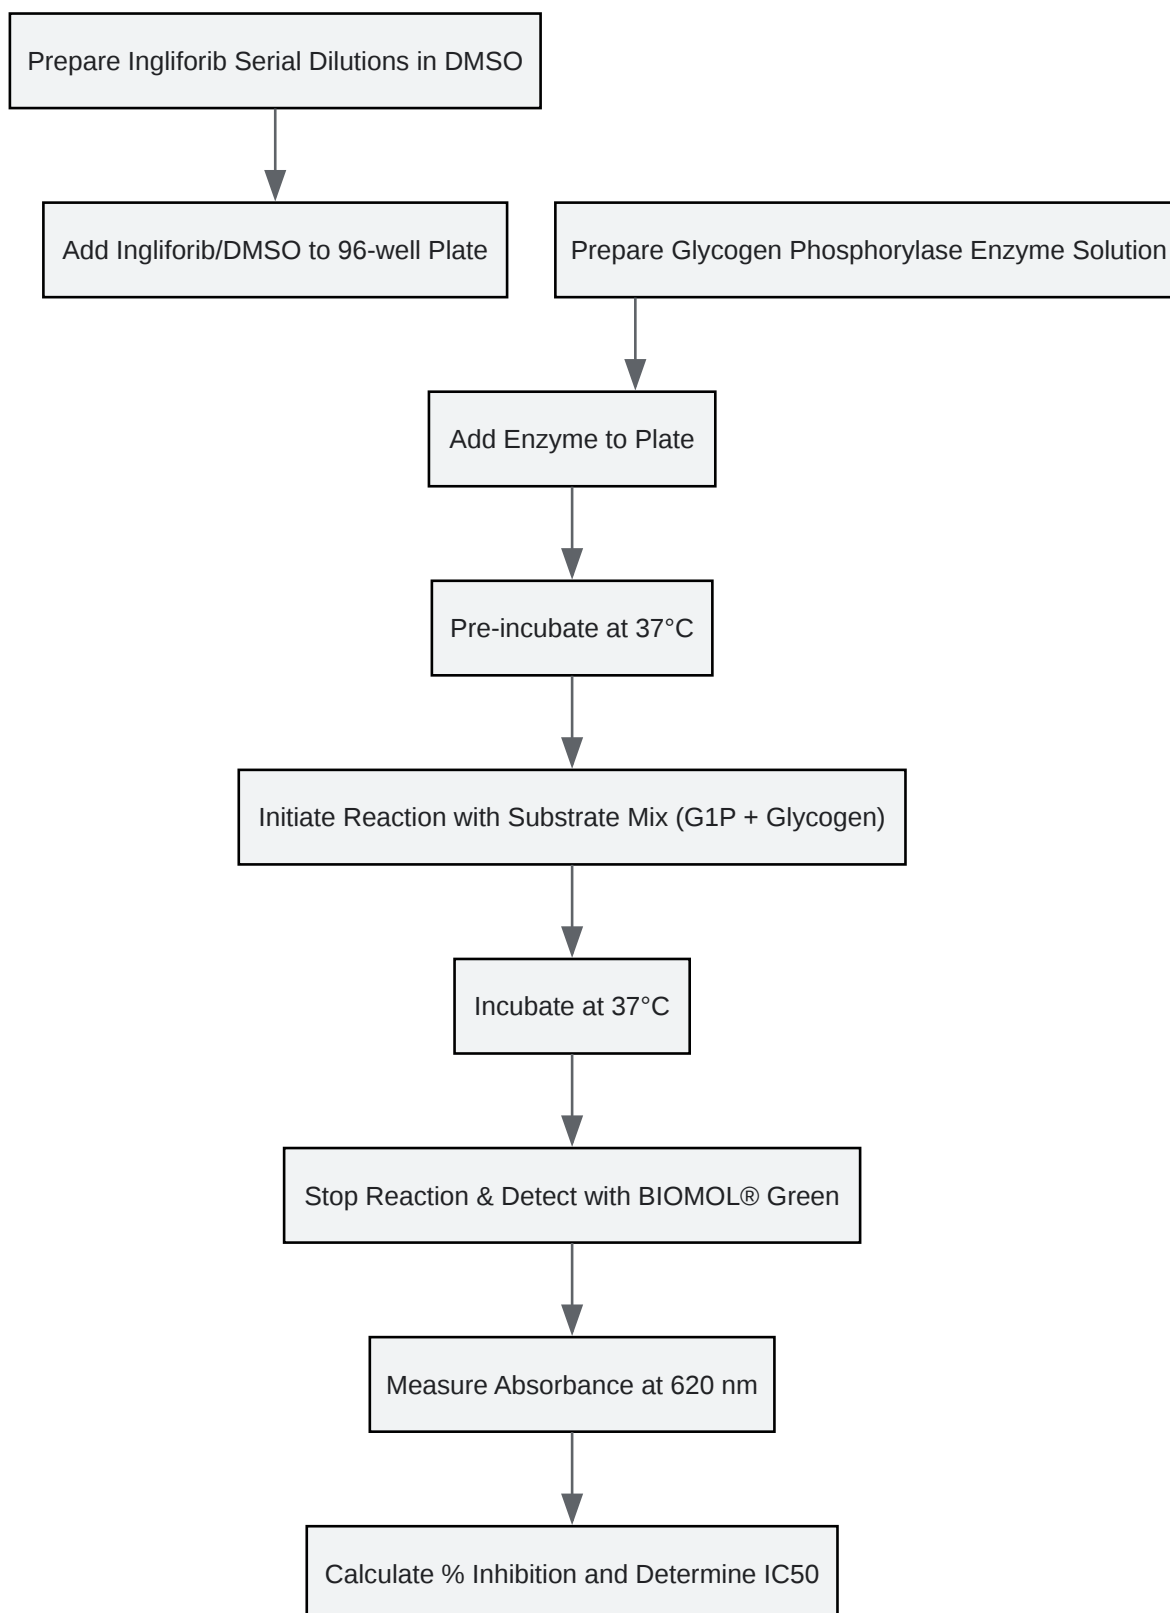 Prepare Ingliforib Serial Dilutions in DMSO
Add Ingliforib/DMSO to 96-well Plate
Prepare Glycogen Phosphorylase Enzyme Solution
Add Enzyme to Plate
Pre-incubate at 37°C
Initiate Reaction with Substrate Mix (G1P + Glycogen)
Incubate at 37°C
Stop Reaction & Detect with BIOMOL® Green
Measure Absorbance at 620 nm
Calculate % Inhibition and Determine IC50